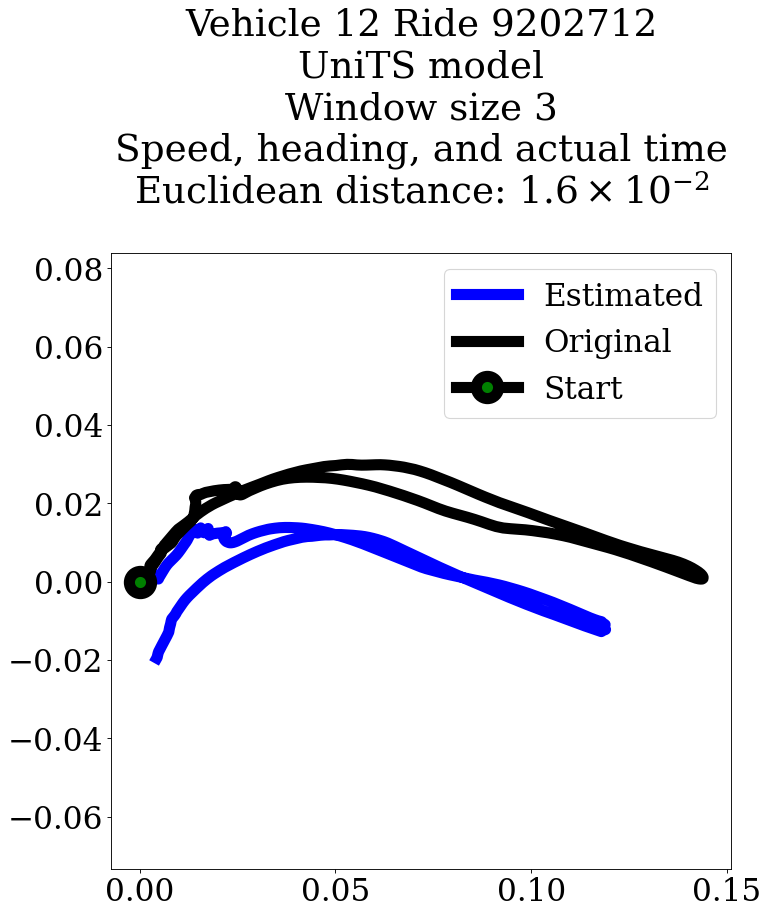 Vehicle 12 Ride 9202712
UniTS model
Window size 3
Speed, heading, and actual time
Euclidean distance: 1.6 × 10⁻²
Estimated
Original
Start
0.08
0.06
0.04
0.02
0.00
−0.02
−0.04
−0.06
0.00 0.05 0.10 0.15